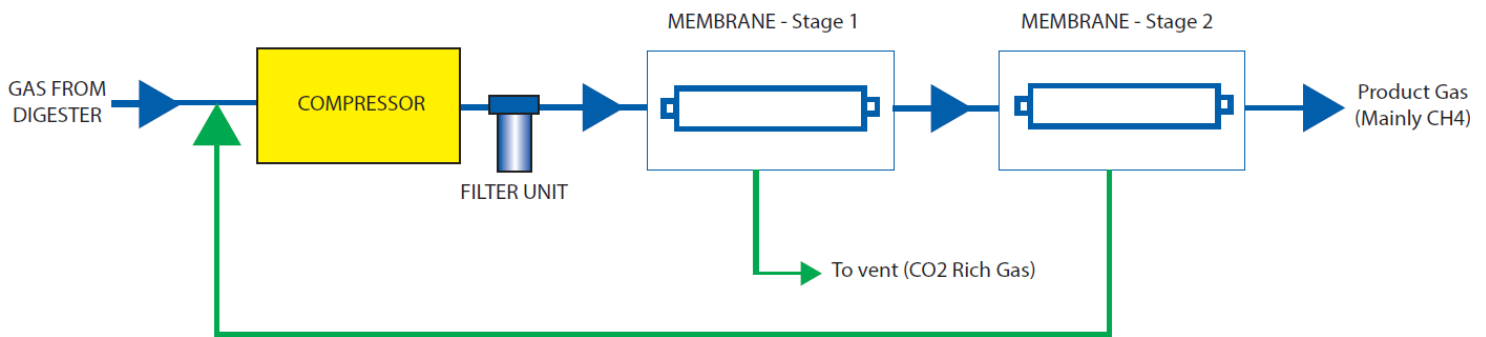 MEMBRANE - Stage 1
MEMBRANE - Stage 2
GAS FROM
DIGESTER
COMPRESSOR
Product Gas
(Mainly CH4)
FILTER UNIT
To vent (CO2 Rich Gas)